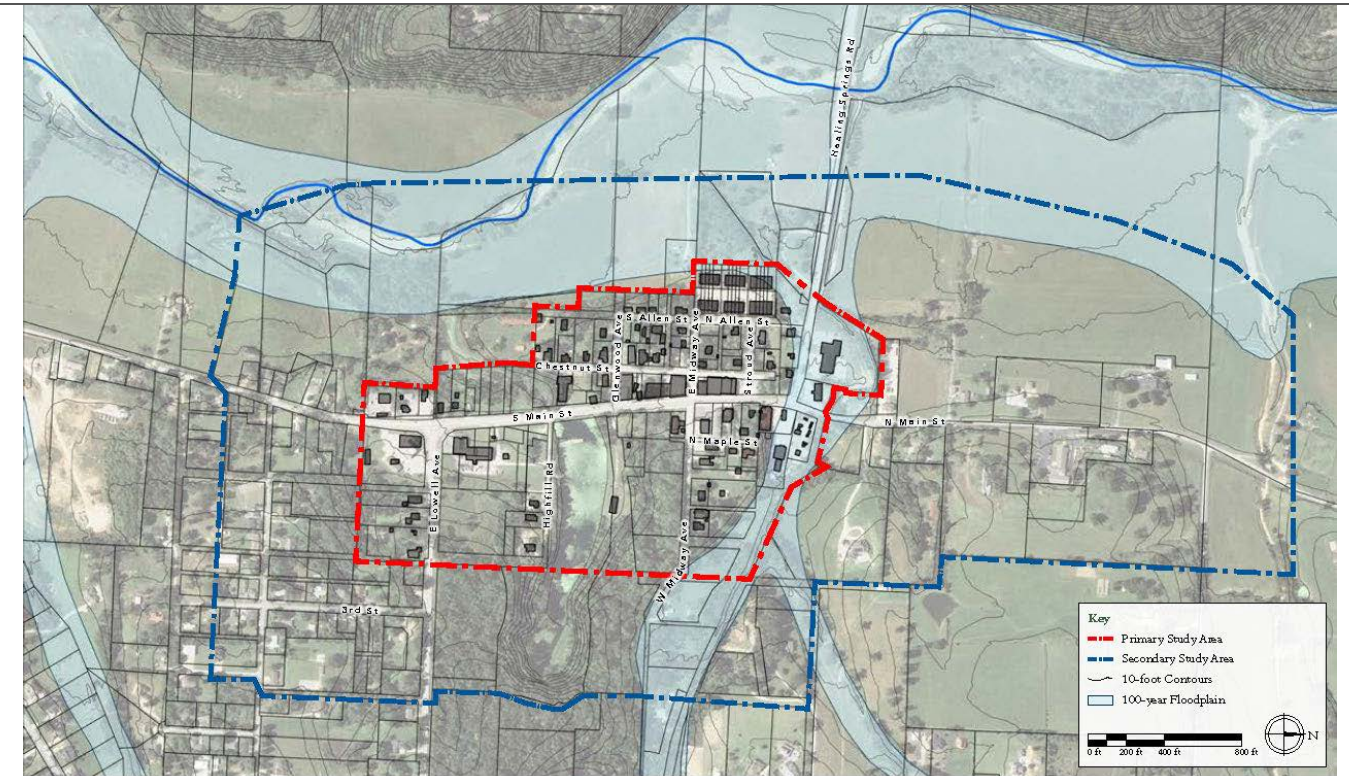 Healing Springs Rd
S Allen St
N Allen St
Glenwood Ave
E Midway Ave
Stroud Ave
Chestnut St
S Main St
N Main St
N Maple St
E Lowell Ave
Highfill Rd
W Midway Ave
3rd St
Key
Primary Study Area
Secondary Study Area
10-foot Contours
100-year Floodplain
0 ft 200 ft 400 ft 800 ft
N